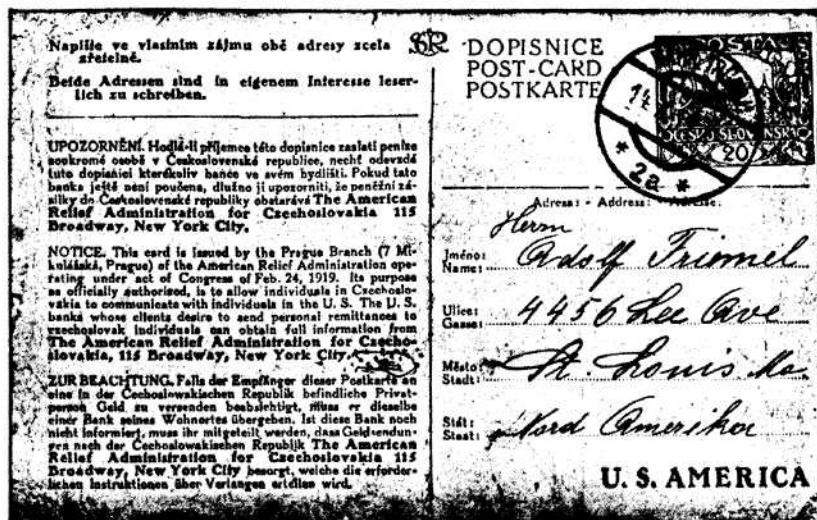 Napište ve vlastním zájmu obě adresy zcela
zřetelně.
Beide Adressen sind in eigenem Interesse leser-
lich zu schreiben.
UPOZORNĚNÍ. Hodlá-li příjemce této dopisnice zaslati peníze
soukromé osobě v Československé republice, nechť odevzdá
tuto dopisnici kterékoliv bance ve svém bydlišti. Pokud tato
banka ještě není poučena, dlužno ji upozorniti, že peněžní zá-
silky do Československé republiky obstarává The American
Relief Administration for Czechoslovakia 115
Broadway, New York City.
NOTICE. This card is issued by the Prague Branch (7 Mi-
kulášská, Prague) of the American Relief Administration ope-
rating under act of Congress of Feb. 24, 1919. Its purpose
as officially authorised, is to allow individuals in Czechoslo-
vakia to communicate with individuals in the U. S. The U. S.
banks whose clients desire to send personal remittances to
czechoslovak individuals can obtain full information from
The American Relief Administration for Czecho-
slovakia, 115 Broadway, New York City.
ZUR BEACHTUNG. Falls der Empfänger dieser Postkarte an
eine in der Čechoslowakischen Republik befindliche Privat-
person Geld zu versenden beabsichtigt, muss er dieselbe
einer Bank seines Wohnortes übergeben. Ist diese Bank noch
nicht informiert, muss ihr mitgeteilt werden, dass Geldsendun-
gen nach der Čechoslowakischen Republik The American
Relief Administration for Czechoslovakia 115
Broadway, New York City besorgt, welche die erforder-
lichen Instruktionen über Verlangen erteilen wird.
DOPISNICE
POST-CARD
POSTKARTE
ČESKO-SLOVENSKO
20
14
* 2a *
Adresa: - Address: - Adresse:
Herrn
Jméno:
Name: Adolf Friemel
Ulice:
Gasse: 4456 Lee Ave
Město:
Stadt: St. Louis Mo.
Stát:
Staat: Nord Amerika
U. S. AMERICA